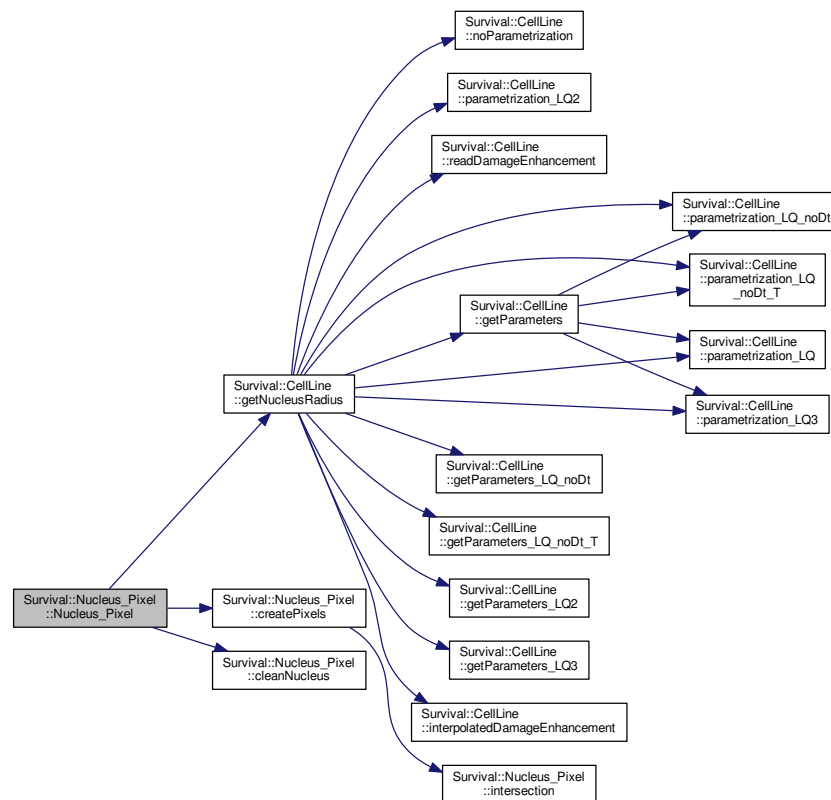 Survival::CellLine
::noParametrization
Survival::CellLine
::parametrization_LQ2
Survival::CellLine
::readDamageEnhancement
Survival::CellLine
::parametrization_LQ_noDt
Survival::CellLine
::parametrization_LQ
_noDt_T
Survival::CellLine
::getParameters
Survival::CellLine
::parametrization_LQ
Survival::CellLine
::getNucleusRadius
Survival::CellLine
::parametrization_LQ3
Survival::CellLine
::getParameters_LQ_noDt
Survival::CellLine
::getParameters_LQ_noDt_T
Survival::Nucleus_Pixel
::Nucleus_Pixel
Survival::Nucleus_Pixel
::createPixels
Survival::CellLine
::getParameters_LQ2
Survival::Nucleus_Pixel
::cleanNucleus
Survival::CellLine
::getParameters_LQ3
Survival::CellLine
::interpolatedDamageEnhancement
Survival::Nucleus_Pixel
::intersection